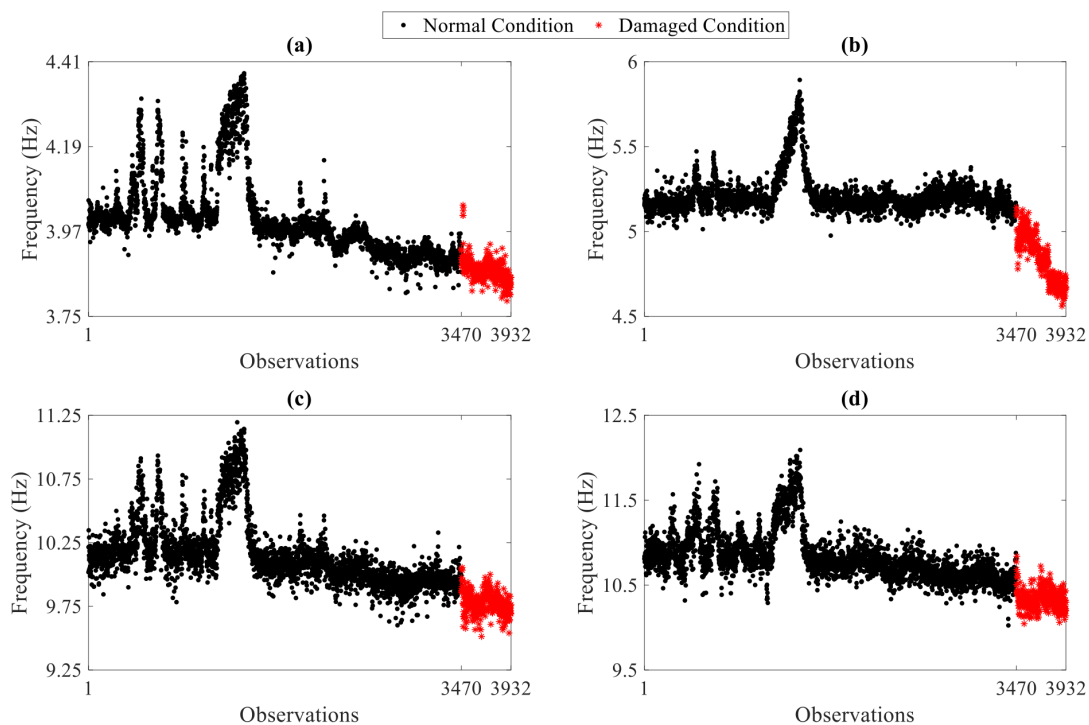 Normal Condition Damaged Condition
(a)
4.41
4.19
3.97
3.75
Frequency (Hz)
1
3470 3932
Observations
(b)
6
5.5
5
4.5
Frequency (Hz)
1
3470 3932
Observations
(c)
11.25
10.75
10.25
9.75
9.25
Frequency (Hz)
1
3470 3932
Observations
(d)
12.5
11.5
10.5
9.5
Frequency (Hz)
1
3470 3932
Observations